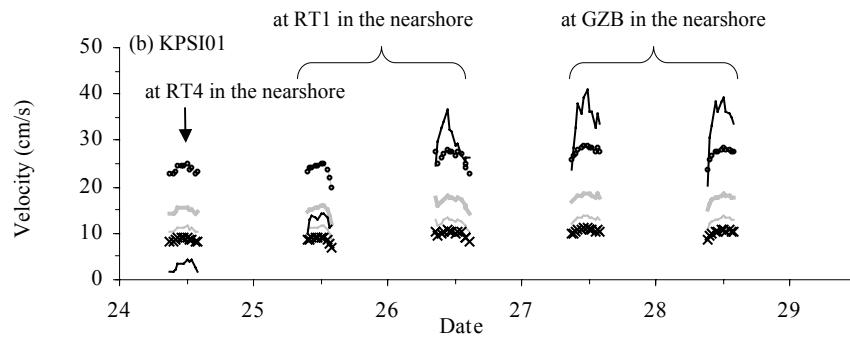 at RT1 in the nearshore
at GZB in the nearshore
(b) KPSI01
at RT4 in the nearshore
Velocity (cm/s)
50
40
30
20
10
0
24
25
26
27
28
29
Date